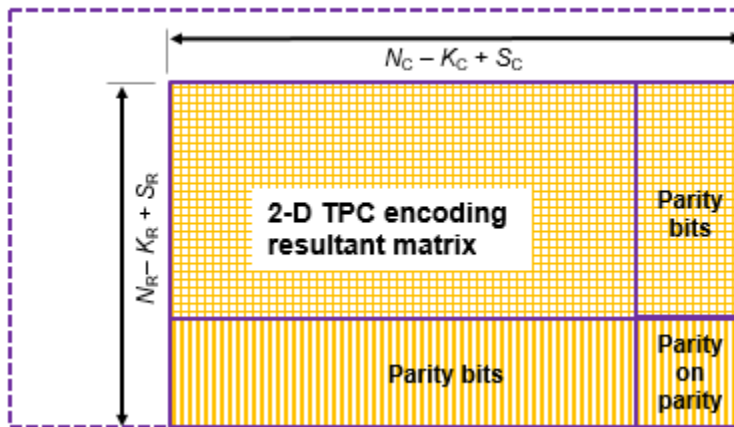 N_C – K_C + S_C
N_R – K_R + S_R
2-D TPC encoding
resultant matrix
Parity
bits
Parity bits
Parity
on
parity